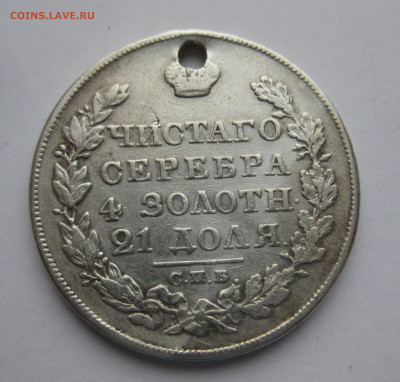 COINS.LAVE.RU
ЧИСТАГО
СЕРЕБРА
4 ЗОЛОТН.
21 ДОЛЯ.
С.П.Б.